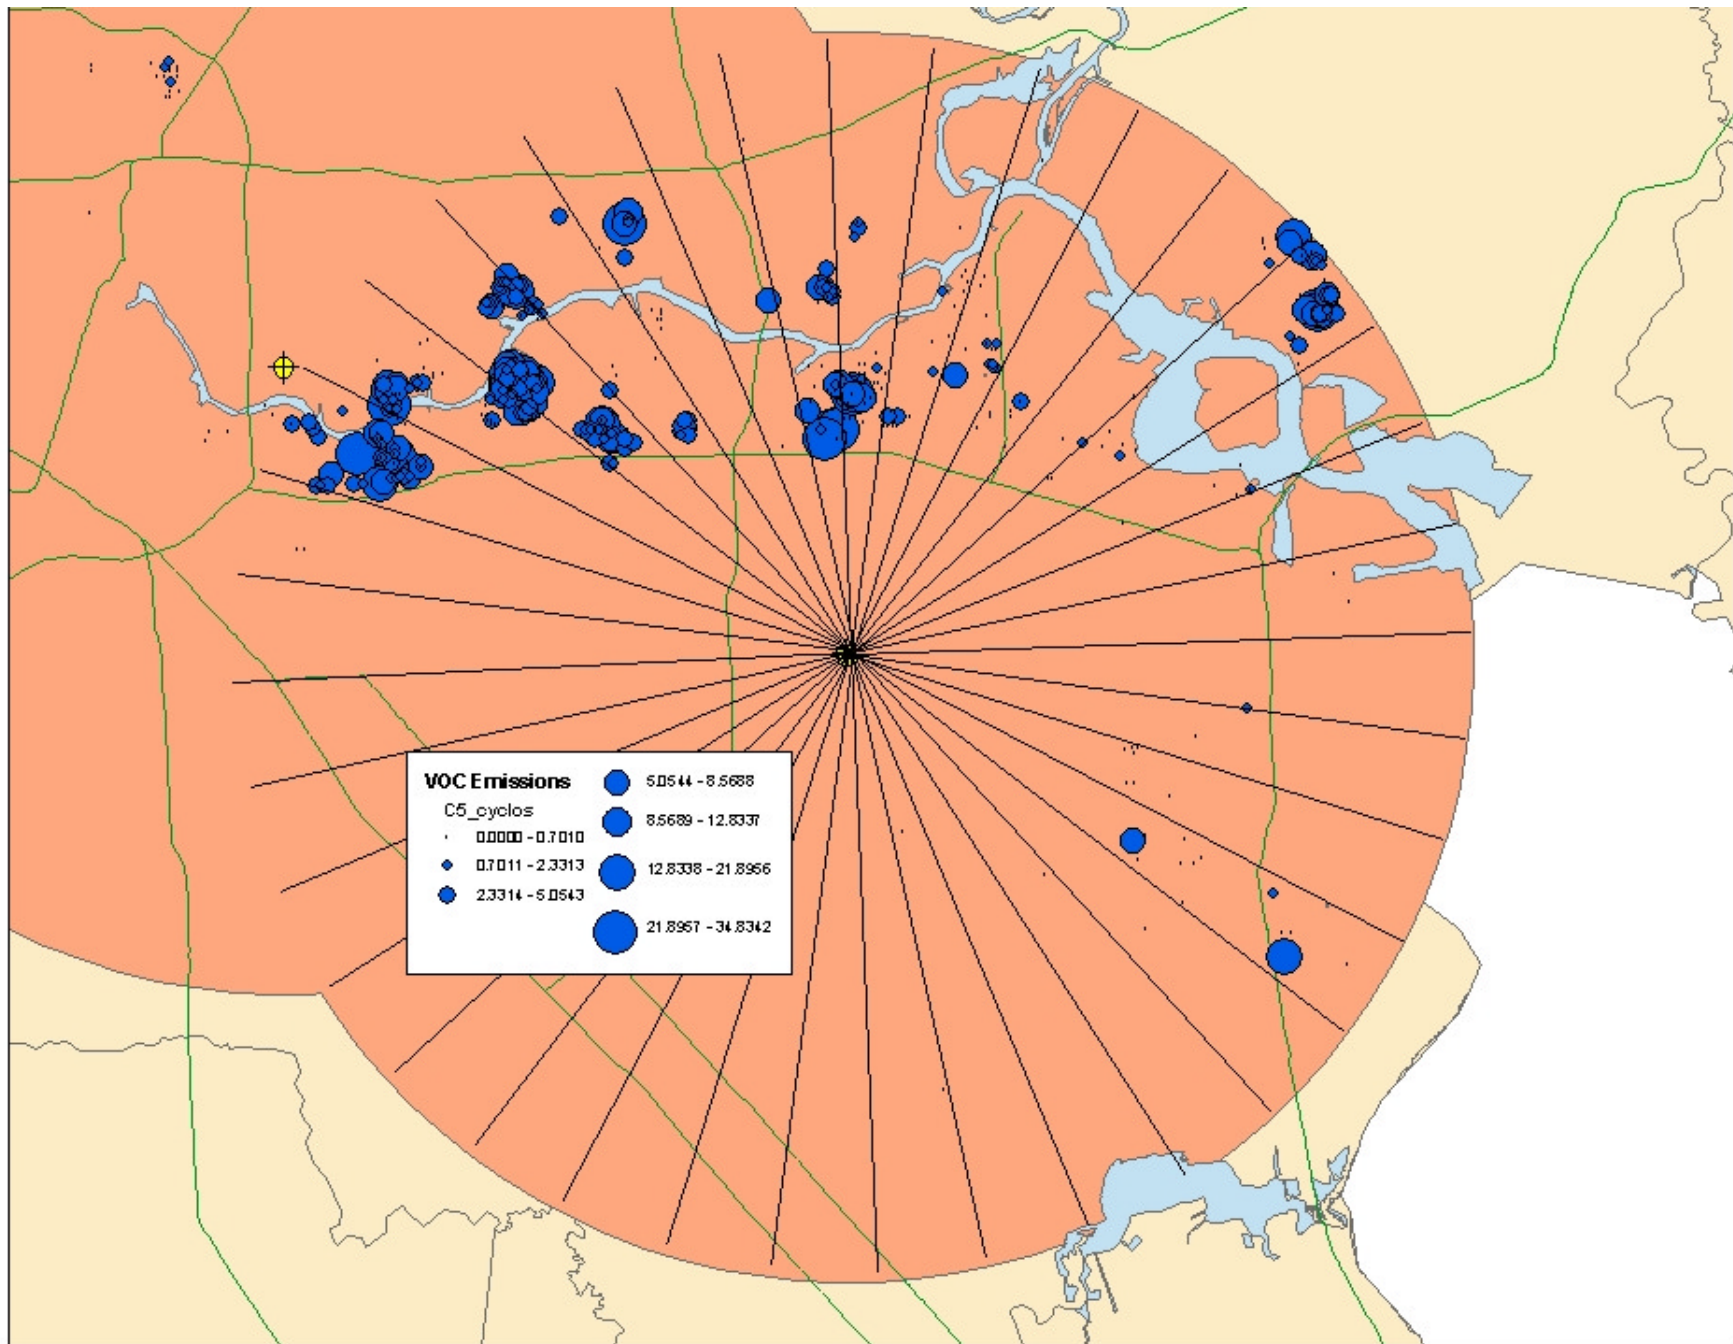 VOC Emissions
C5_cyclos
0.0000 - 0.7010
0.7011 - 2.3313
2.3314 - 5.0543
5.0544 - 8.5688
8.5689 - 12.8337
12.8338 - 21.8956
21.8957 - 34.8342